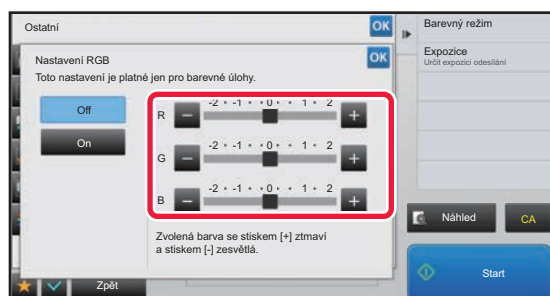 Ostatní
OK
Nastavení RGB
OK
Toto nastavení je platné jen pro barevné úlohy.
Off
On
R
-2 • -1 • • 0 • • 1 • 2
G
-2 • -1 • • 0 • • 1 • 2
B
-2 • -1 • • 0 • • 1 • 2
Zvolená barva se stiskem [+] ztmaví
a stiskem [-] zesvětlá.
Zpět
Barevný režim
Expozice
Určit expozici odesílání
Náhled
CA
Start